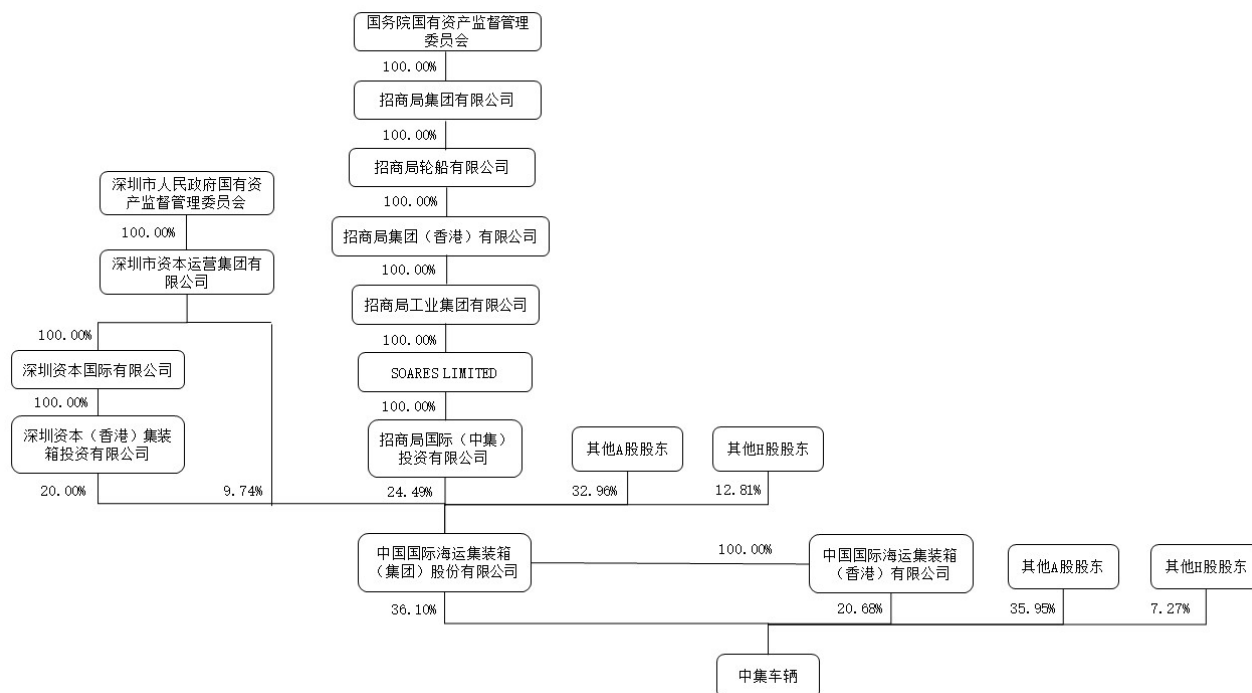 国务院国有资产监督管理
委员会
100.00%
招商局集团有限公司
100.00%
招商局轮船有限公司
深圳市人民政府国有资
产监督管理委员会
100.00%
100.00%
招商局集团（香港）有限公司
深圳市资本运营集团有
限公司
100.00%
招商局工业集团有限公司
100.00%
100.00%
深圳资本国际有限公司
SOARES LIMITED
100.00%
100.00%
深圳资本（香港）集装
箱投资有限公司
招商局国际（中集）
投资有限公司
其他A股股东
其他H股股东
20.00%
9.74%
24.49%
32.96%
12.81%
中国国际海运集装箱
（集团）股份有限公司
100.00%
中国国际海运集装箱
（香港）有限公司
其他A股股东
其他H股股东
36.10%
20.68%
35.95%
7.27%
中集车辆